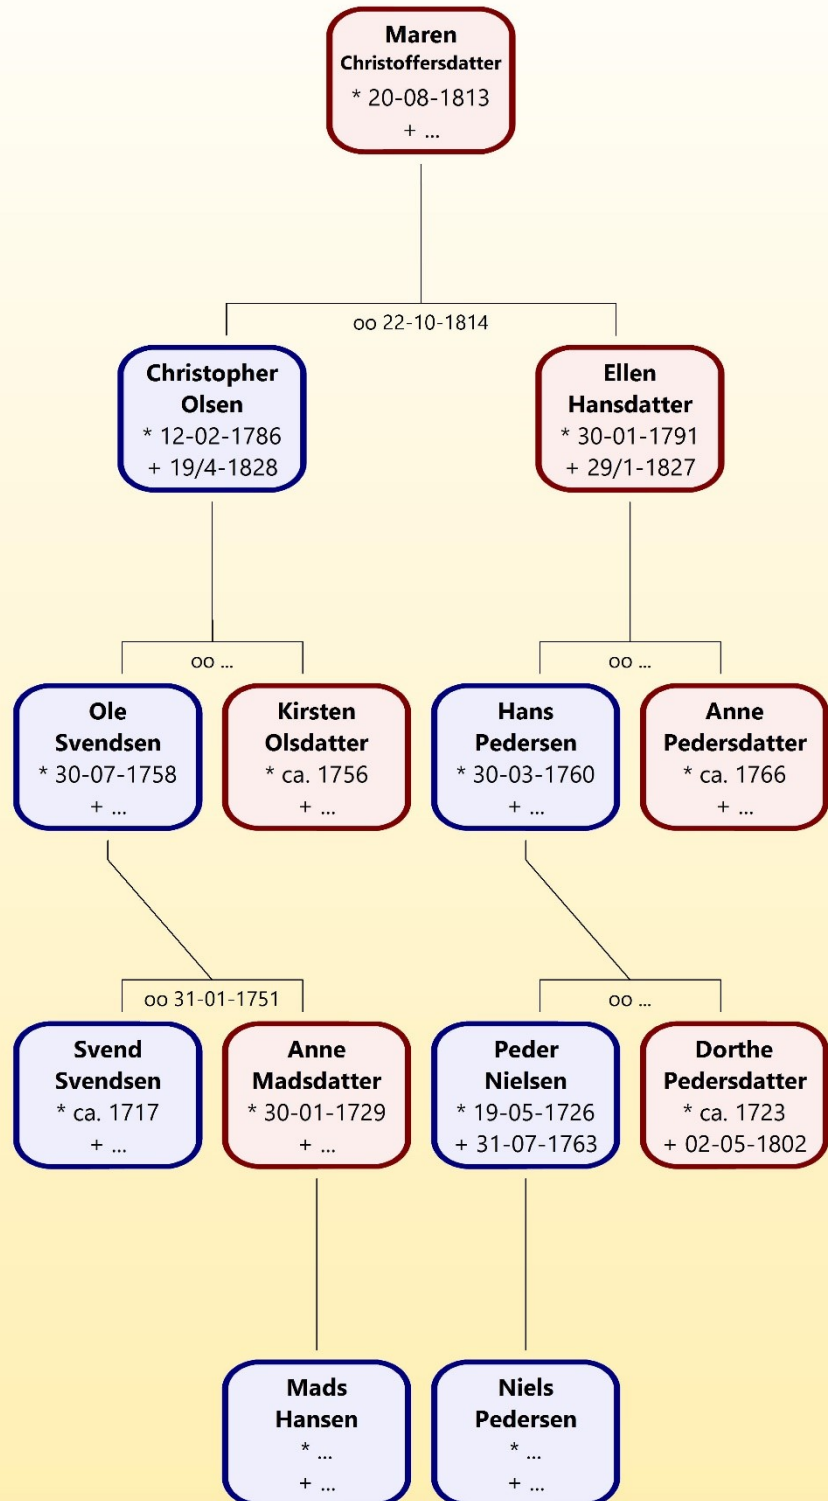 Maren
Christoffersdatter
* 20-08-1813
+ ...
oo 22-10-1814
Christopher
Olsen
* 12-02-1786
+ 19/4-1828
Ellen
Hansdatter
* 30-01-1791
+ 29/1-1827
oo ...
oo ...
Ole
Svendsen
* 30-07-1758
+ ...
Kirsten
Olsdatter
* ca. 1756
+ ...
Hans
Pedersen
* 30-03-1760
+ ...
Anne
Pedersdatter
* ca. 1766
+ ...
oo 31-01-1751
oo ...
Svend
Svendsen
* ca. 1717
+ ...
Anne
Madsdatter
* 30-01-1729
+ ...
Peder
Nielsen
* 19-05-1726
+ 31-07-1763
Dorthe
Pedersdatter
* ca. 1723
+ 02-05-1802
Mads
Hansen
* ...
+ ...
Niels
Pedersen
* ...
+ ...